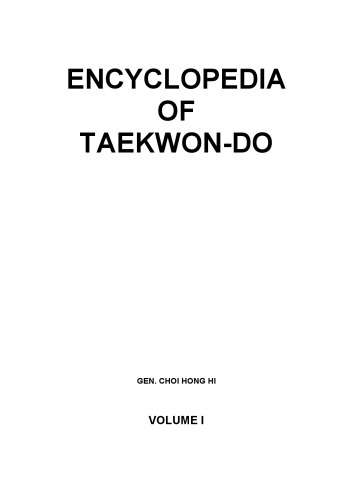 ENCYCLOPEDIA
OF
TAEKWON-DO
GEN. CHOI HONG HI
VOLUME I